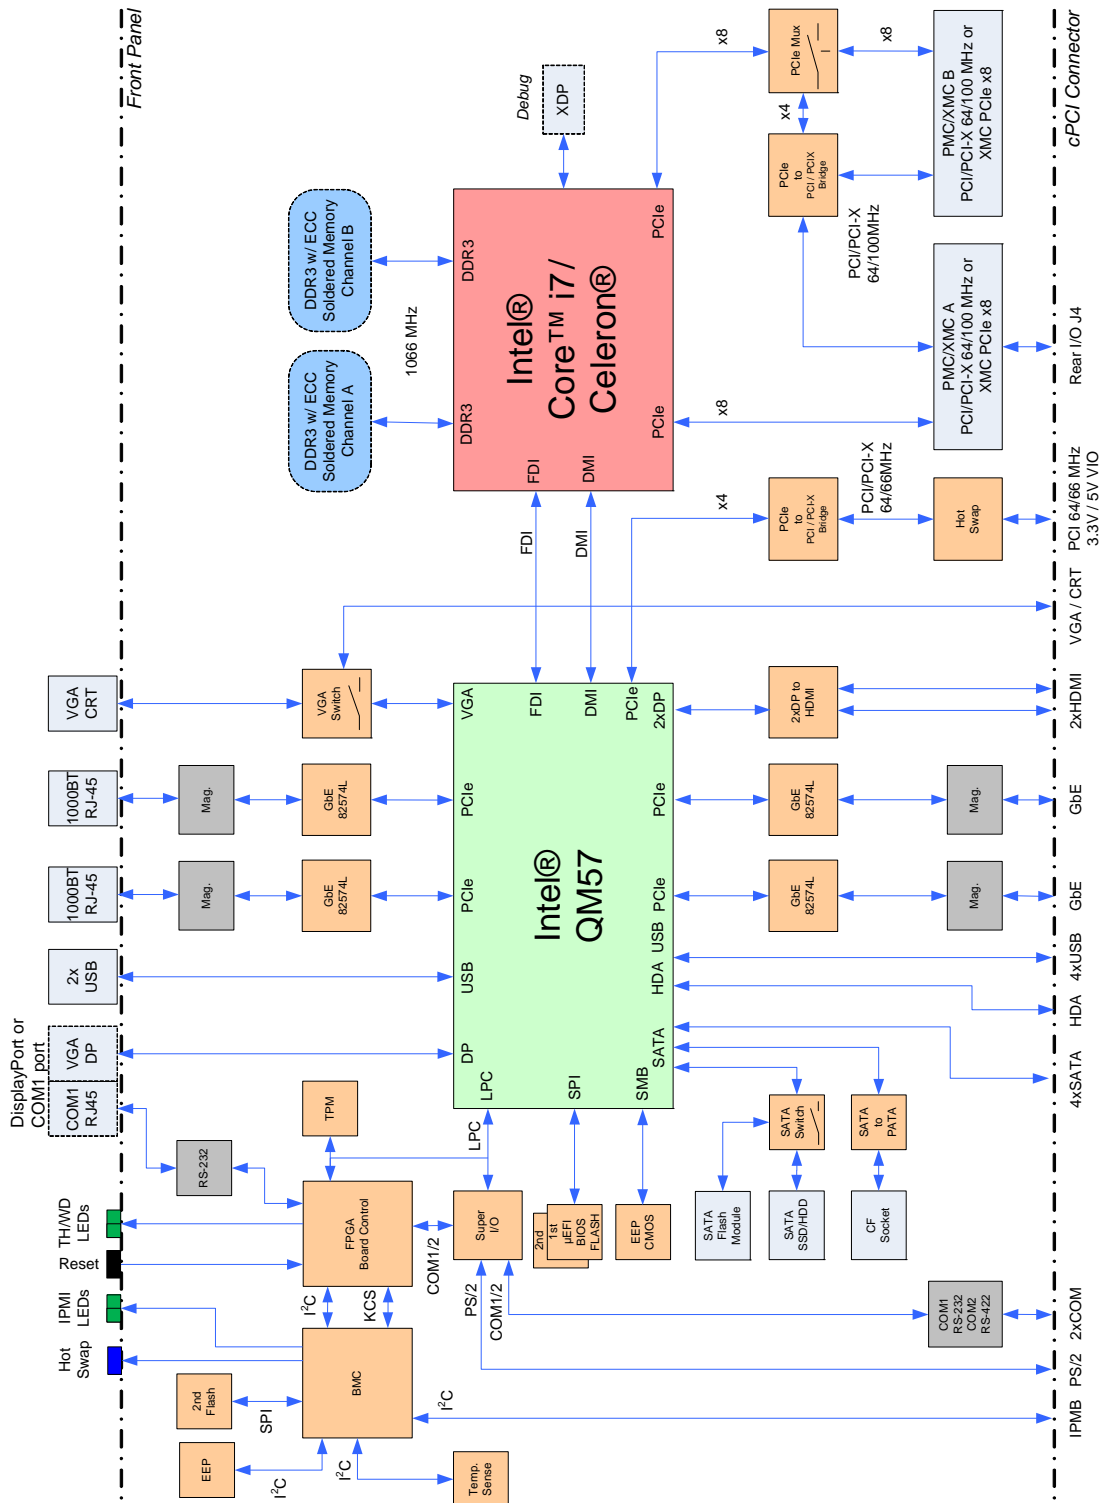 Front Panel
VGA
CRT
1000BT
RJ-45
1000BT
RJ-45
2x
USB
DisplayPort or
COM1 port
VGA
DP
COM1
RJ45
TH/WD
LEDs
Reset
IPMI
LEDs
Hot
Swap
Mag.
Mag.
RS-232
2nd
Flash
SPI
EEP
I²C
DDR3 w/ ECC
Soldered Memory
Channel B
DDR3 w/ ECC
Soldered Memory
Channel A
1066 MHz
VGA
Switch
GbE
82574L
GbE
82574L
TPM
LPC
FPGA
Board Control
I²C
KCS
COM1/2
BMC
I²C
I²C
Temp.
Sense
Debug
XDP
DDR3
DDR3
Intel®
Core™ i7/
Celeron®
FDI
DMI
PCIe
PCIe
FDI
DMI
VGA
FDI
DMI
PCIe
2xDP
PCIe
PCIe
USB
DP
LPC
SPI
SMB
SATA
HDA
USB
PCIe
PCIe
Intel®
QM57
Super
I/O
PS/2
COM1/2
2nd
1st
µEFI
BIOS
FLASH
EEP
CMOS
SATA
Flash
Module
SATA
Switch
SATA
SSD/HDD
SATA
to
PATA
CF
Socket
x8
PCIe Mux
x8
x4
PCIe
to
PCI / PCIX
Bridge
PCI/PCI-X
64/100MHz
x8
x4
PCIe
to
PCI / PCI-X
Bridge
PCI/PCI-X
64/66MHz
Hot
Swap
2xDP to
HDMI
GbE
82574L
GbE
82574L
Mag.
Mag.
COM1
RS-232
COM2
RS-422
PMC/XMC B
PCI/PCI-X 64/100 MHz or
XMC PCIe x8
PMC/XMC A
PCI/PCI-X 64/100 MHz or
XMC PCIe x8
cPCI Connector
Rear I/O J4
PCI 64/66 MHz
3.3V / 5V VIO
VGA / CRT
2xHDMI
GbE
GbE
4xUSB
HDA
4xSATA
2xCOM
PS/2
IPMB